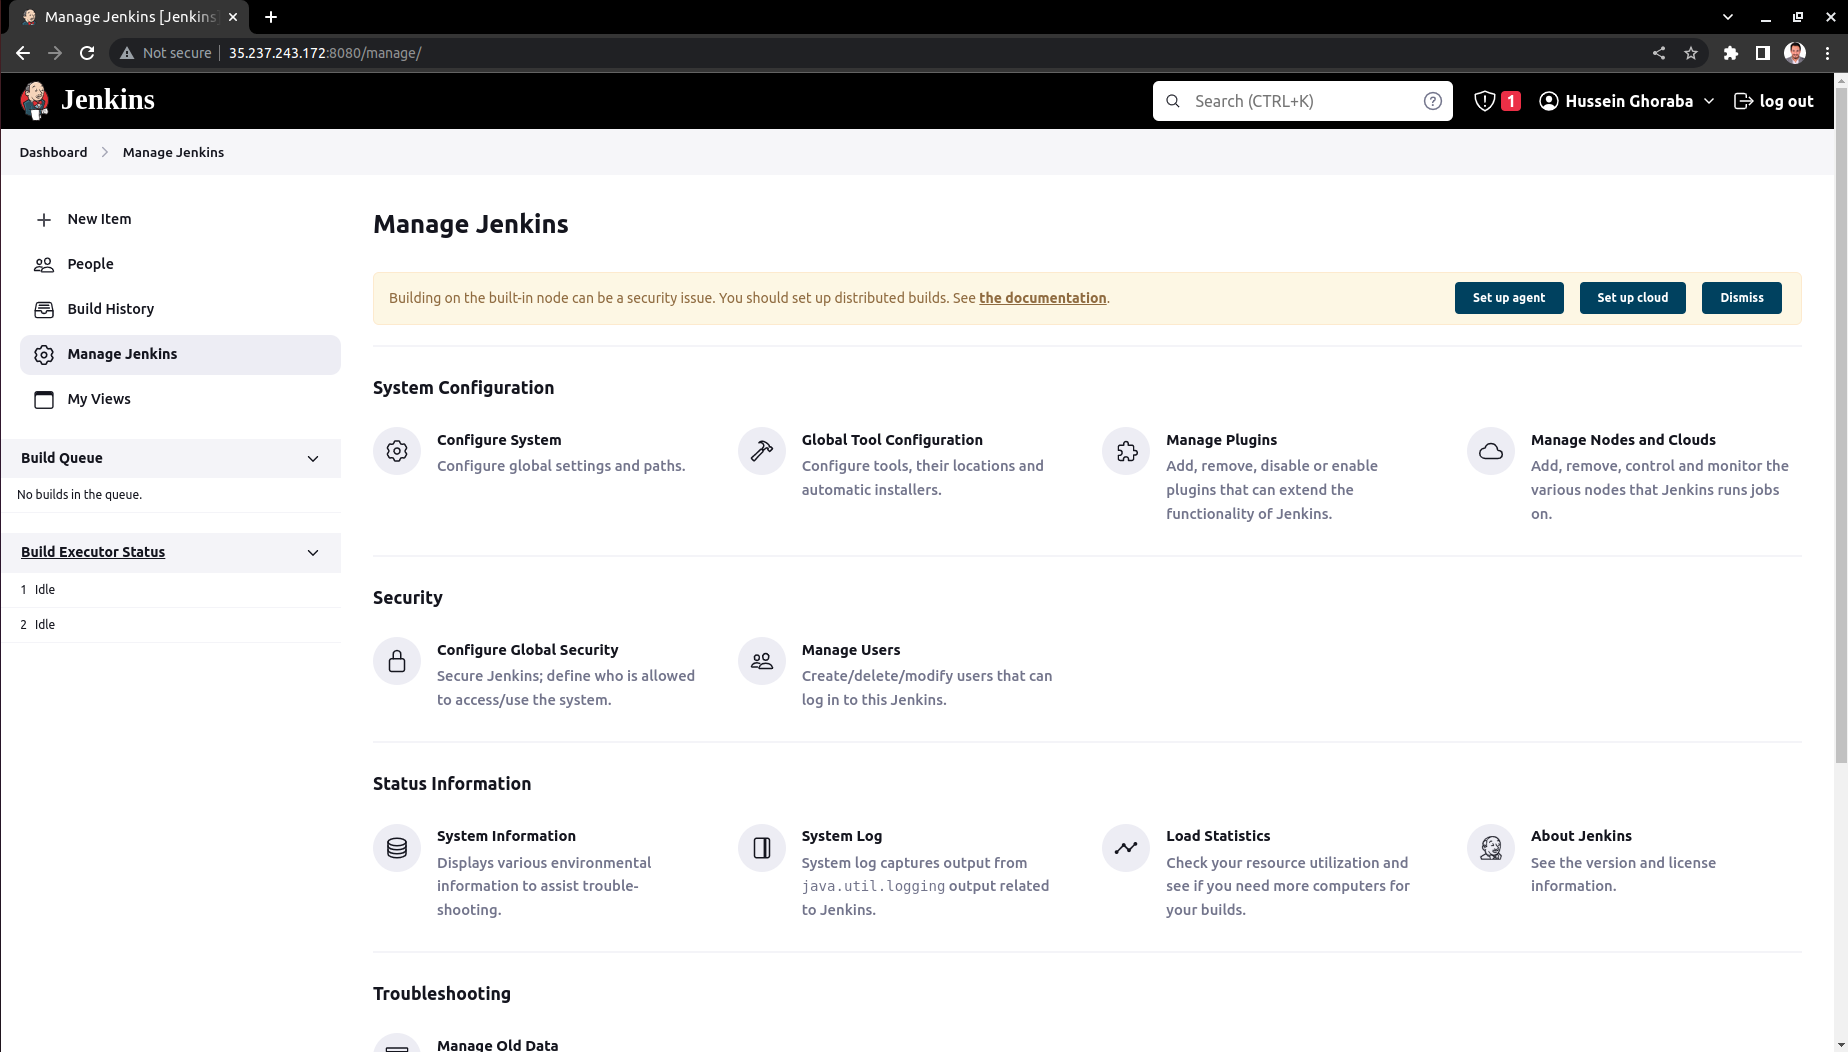 Manage Jenkins [Jenkins]
Not secure
35.237.243.172:8080/manage/
Jenkins
Search (CTRL+K)
1
Hussein Ghoraba
log out
Dashboard
Manage Jenkins
New Item
People
Build History
Manage Jenkins
My Views
Build Queue
No builds in the queue.
Build Executor Status
1 Idle
2 Idle
Manage Jenkins
Building on the built-in node can be a security issue. You should set up distributed builds. See the documentation.
Set up agent
Set up cloud
Dismiss
System Configuration
Configure System
Configure global settings and paths.
Global Tool Configuration
Configure tools, their locations and
automatic installers.
Manage Plugins
Add, remove, disable or enable
plugins that can extend the
functionality of Jenkins.
Manage Nodes and Clouds
Add, remove, control and monitor the
various nodes that Jenkins runs jobs
on.
Security
Configure Global Security
Secure Jenkins; define who is allowed
to access/use the system.
Manage Users
Create/delete/modify users that can
log in to this Jenkins.
Status Information
System Information
Displays various environmental
information to assist trouble-
shooting.
System Log
System log captures output from
java.util.logging output related
to Jenkins.
Load Statistics
Check your resource utilization and
see if you need more computers for
your builds.
About Jenkins
See the version and license
information.
Troubleshooting
Manage Old Data